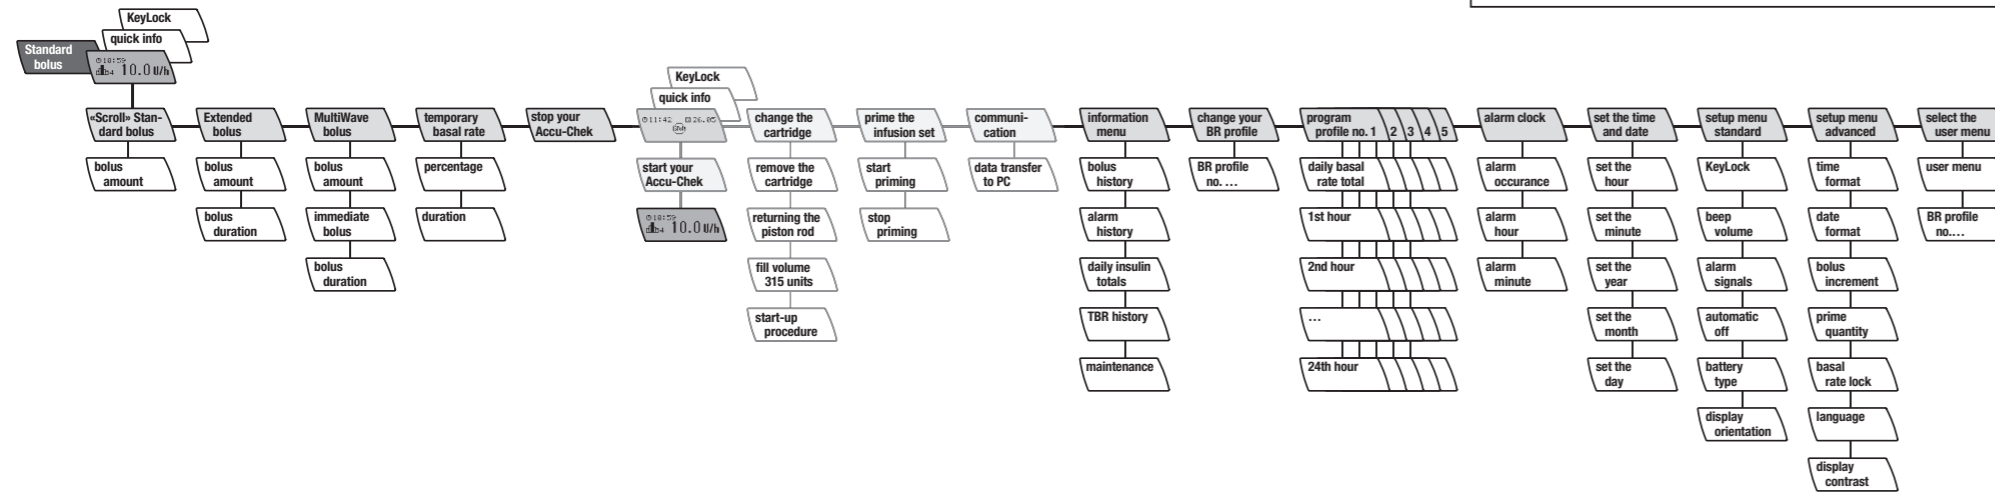 KeyLock
quick info
Standard
bolus
18:59
10.0 U/h
«Scroll» Stan-
dard bolus
bolus
amount
Extended
bolus
bolus
amount
bolus
duration
MultiWave
bolus
bolus
amount
immediate
bolus
bolus
duration
temporary
basal rate
percentage
duration
stop your
Accu-Chek
KeyLock
quick info
11:42 26.05
start your
Accu-Chek
18:59
10.0 U/h
change the
cartridge
remove the
cartridge
returning the
piston rod
fill volume
315 units
start-up
procedure
prime the
infusion set
start
priming
stop
priming
communi-
cation
data transfer
to PC
information
menu
bolus
history
alarm
history
daily insulin
totals
TBR history
maintenance
change your
BR profile
BR profile
no. ...
program
profile no. 1 2 3 4 5
daily basal
rate total
1st hour
2nd hour
...
24th hour
alarm clock
alarm
occurance
alarm
hour
alarm
minute
set the time
and date
set the
hour
set the
minute
set the
year
set the
month
set the
day
setup menu
standard
KeyLock
beep
volume
alarm
signals
automatic
off
battery
type
display
orientation
setup menu
advanced
time
format
date
format
bolus
increment
prime
quantity
basal
rate lock
language
display
contrast
select the
user menu
user menu
BR profile
no....